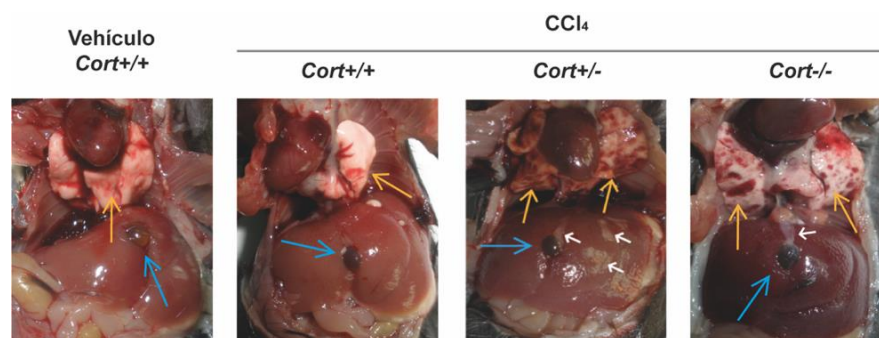 Vehículo
Cort+/+
CCl₄
Cort+/+
Cort+/-
Cort-/-